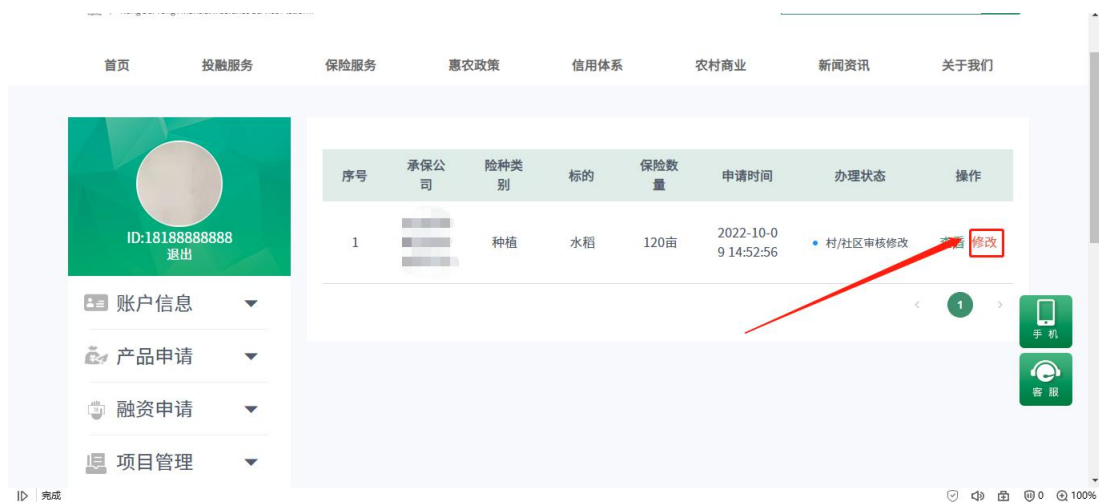 首页 投融服务 保险服务 惠农政策 信用体系 农村商业 新闻资讯 关于我们
ID:18188888888
退出
账户信息
产品申请
融资申请
项目管理
序号 承保公司 险种类别 标的 保险数量 申请时间 办理状态 操作
1 种植 水稻 120亩 2022-10-09 14:52:56 村/社区审核修改 修改
1
手机
客服
完成 0 100%